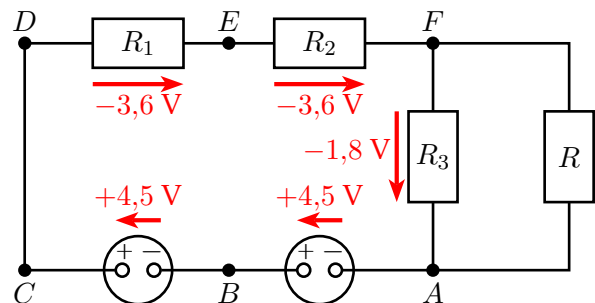 D E F
R1 R2
−3,6 V −3,6 V
−1,8 V R3 R
+4,5 V +4,5 V
+ − + −
C B A